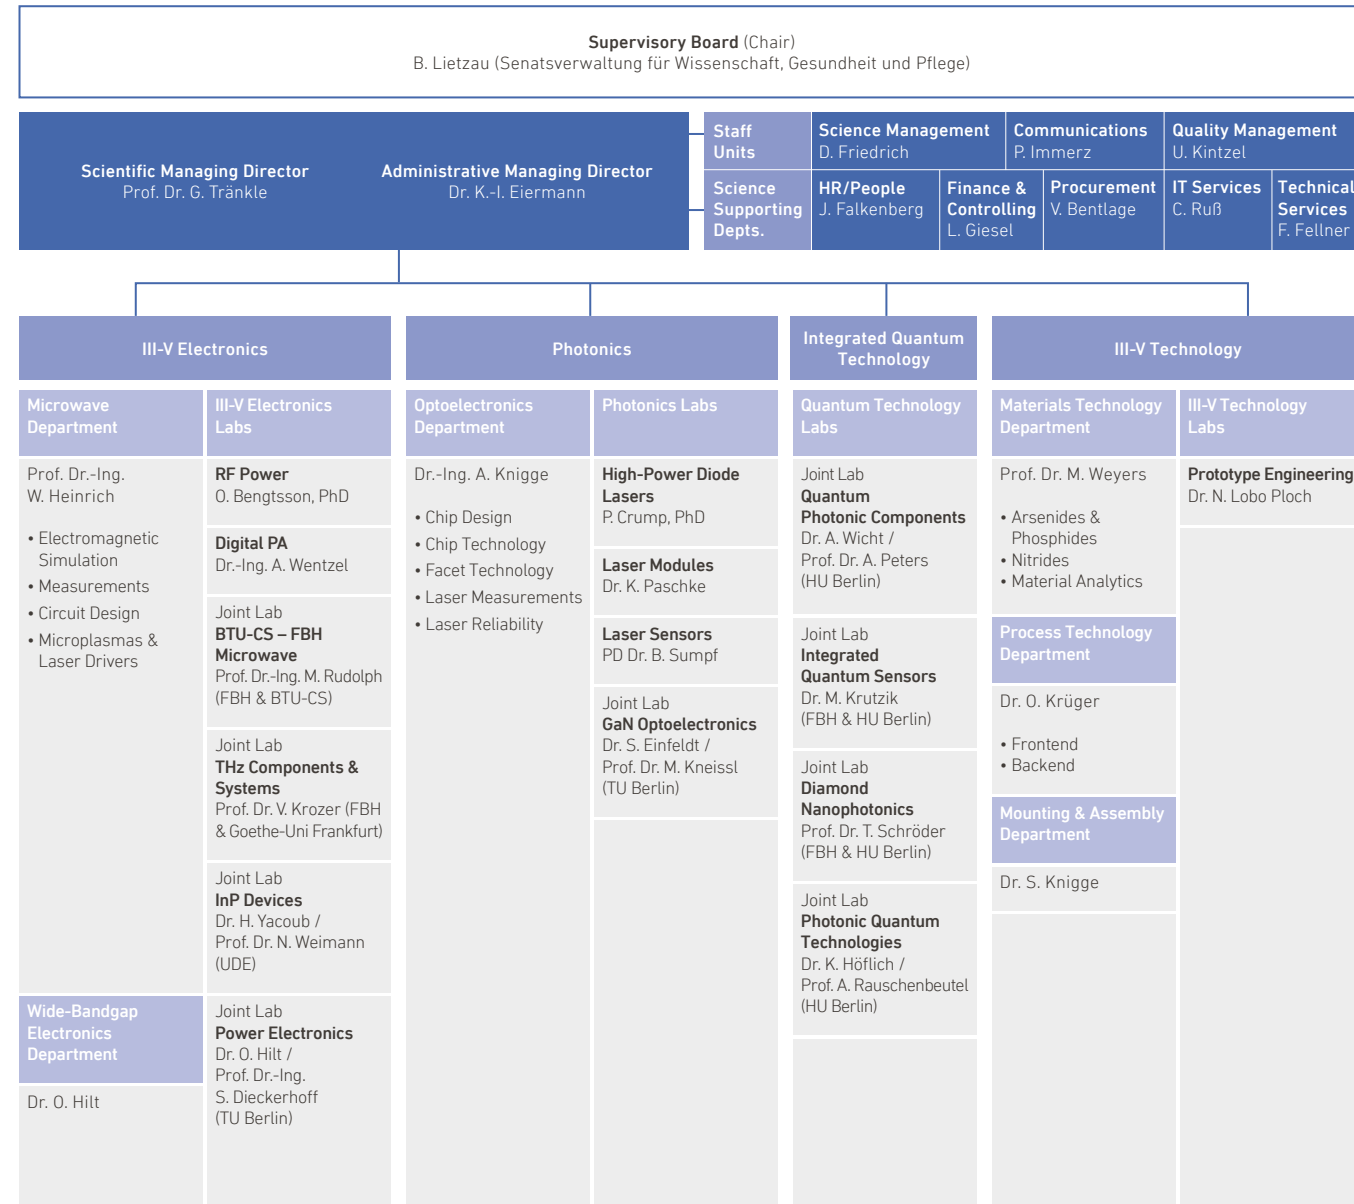 Supervisory Board (Chair)
B. Lietzau (Senatsverwaltung für Wissenschaft, Gesundheit und Pflege)
Scientific Managing Director
Prof. Dr. G. Tränkle
Administrative Managing Director
Dr. K.-I. Eiermann
Staff
Units
Science Management
D. Friedrich
Communications
P. Immerz
Quality Management
U. Kintzel
Science
Supporting
Depts.
HR/People
J. Falkenberg
Finance &
Controlling
L. Giesel
Procurement
V. Bentlage
IT Services
C. Ruß
Technical
Services
F. Fellner
III-V Electronics
Microwave
Department
Prof. Dr.-Ing.
W. Heinrich
• Electromagnetic
Simulation
• Measurements
• Circuit Design
• Microplasmas &
Laser Drivers
Wide-Bandgap
Electronics
Department
Dr. O. Hilt
III-V Electronics
Labs
RF Power
O. Bengtsson, PhD
Digital PA
Dr.-Ing. A. Wentzel
Joint Lab
BTU-CS – FBH
Microwave
Prof. Dr.-Ing. M. Rudolph
(FBH & BTU-CS)
Joint Lab
THz Components &
Systems
Prof. Dr. V. Krozer (FBH
& Goethe-Uni Frankfurt)
Joint Lab
InP Devices
Dr. H. Yacoub /
Prof. Dr. N. Weimann
(UDE)
Joint Lab
Power Electronics
Dr. O. Hilt /
Prof. Dr.-Ing.
S. Dieckerhoff
(TU Berlin)
Photonics
Optoelectronics
Department
Dr.-Ing. A. Knigge
• Chip Design
• Chip Technology
• Facet Technology
• Laser Measurements
• Laser Reliability
Photonics Labs
High-Power Diode
Lasers
P. Crump, PhD
Laser Modules
Dr. K. Paschke
Laser Sensors
PD Dr. B. Sumpf
Joint Lab
GaN Optoelectronics
Dr. S. Einfeldt /
Prof. Dr. M. Kneissl
(TU Berlin)
Integrated Quantum
Technology
Quantum Technology
Labs
Joint Lab
Quantum
Photonic Components
Dr. A. Wicht /
Prof. Dr. A. Peters
(HU Berlin)
Joint Lab
Integrated
Quantum Sensors
Dr. M. Krutzik
(FBH & HU Berlin)
Joint Lab
Diamond
Nanophotonics
Prof. Dr. T. Schröder
(FBH & HU Berlin)
Joint Lab
Photonic Quantum
Technologies
Dr. K. Höflich /
Prof. A. Rauschenbeutel
(HU Berlin)
III-V Technology
Materials Technology
Department
Prof. Dr. M. Weyers
• Arsenides &
Phosphides
• Nitrides
• Material Analytics
Process Technology
Department
Dr. O. Krüger
• Frontend
• Backend
Mounting & Assembly
Department
Dr. S. Knigge
III-V Technology
Labs
Prototype Engineering
Dr. N. Lobo Ploch